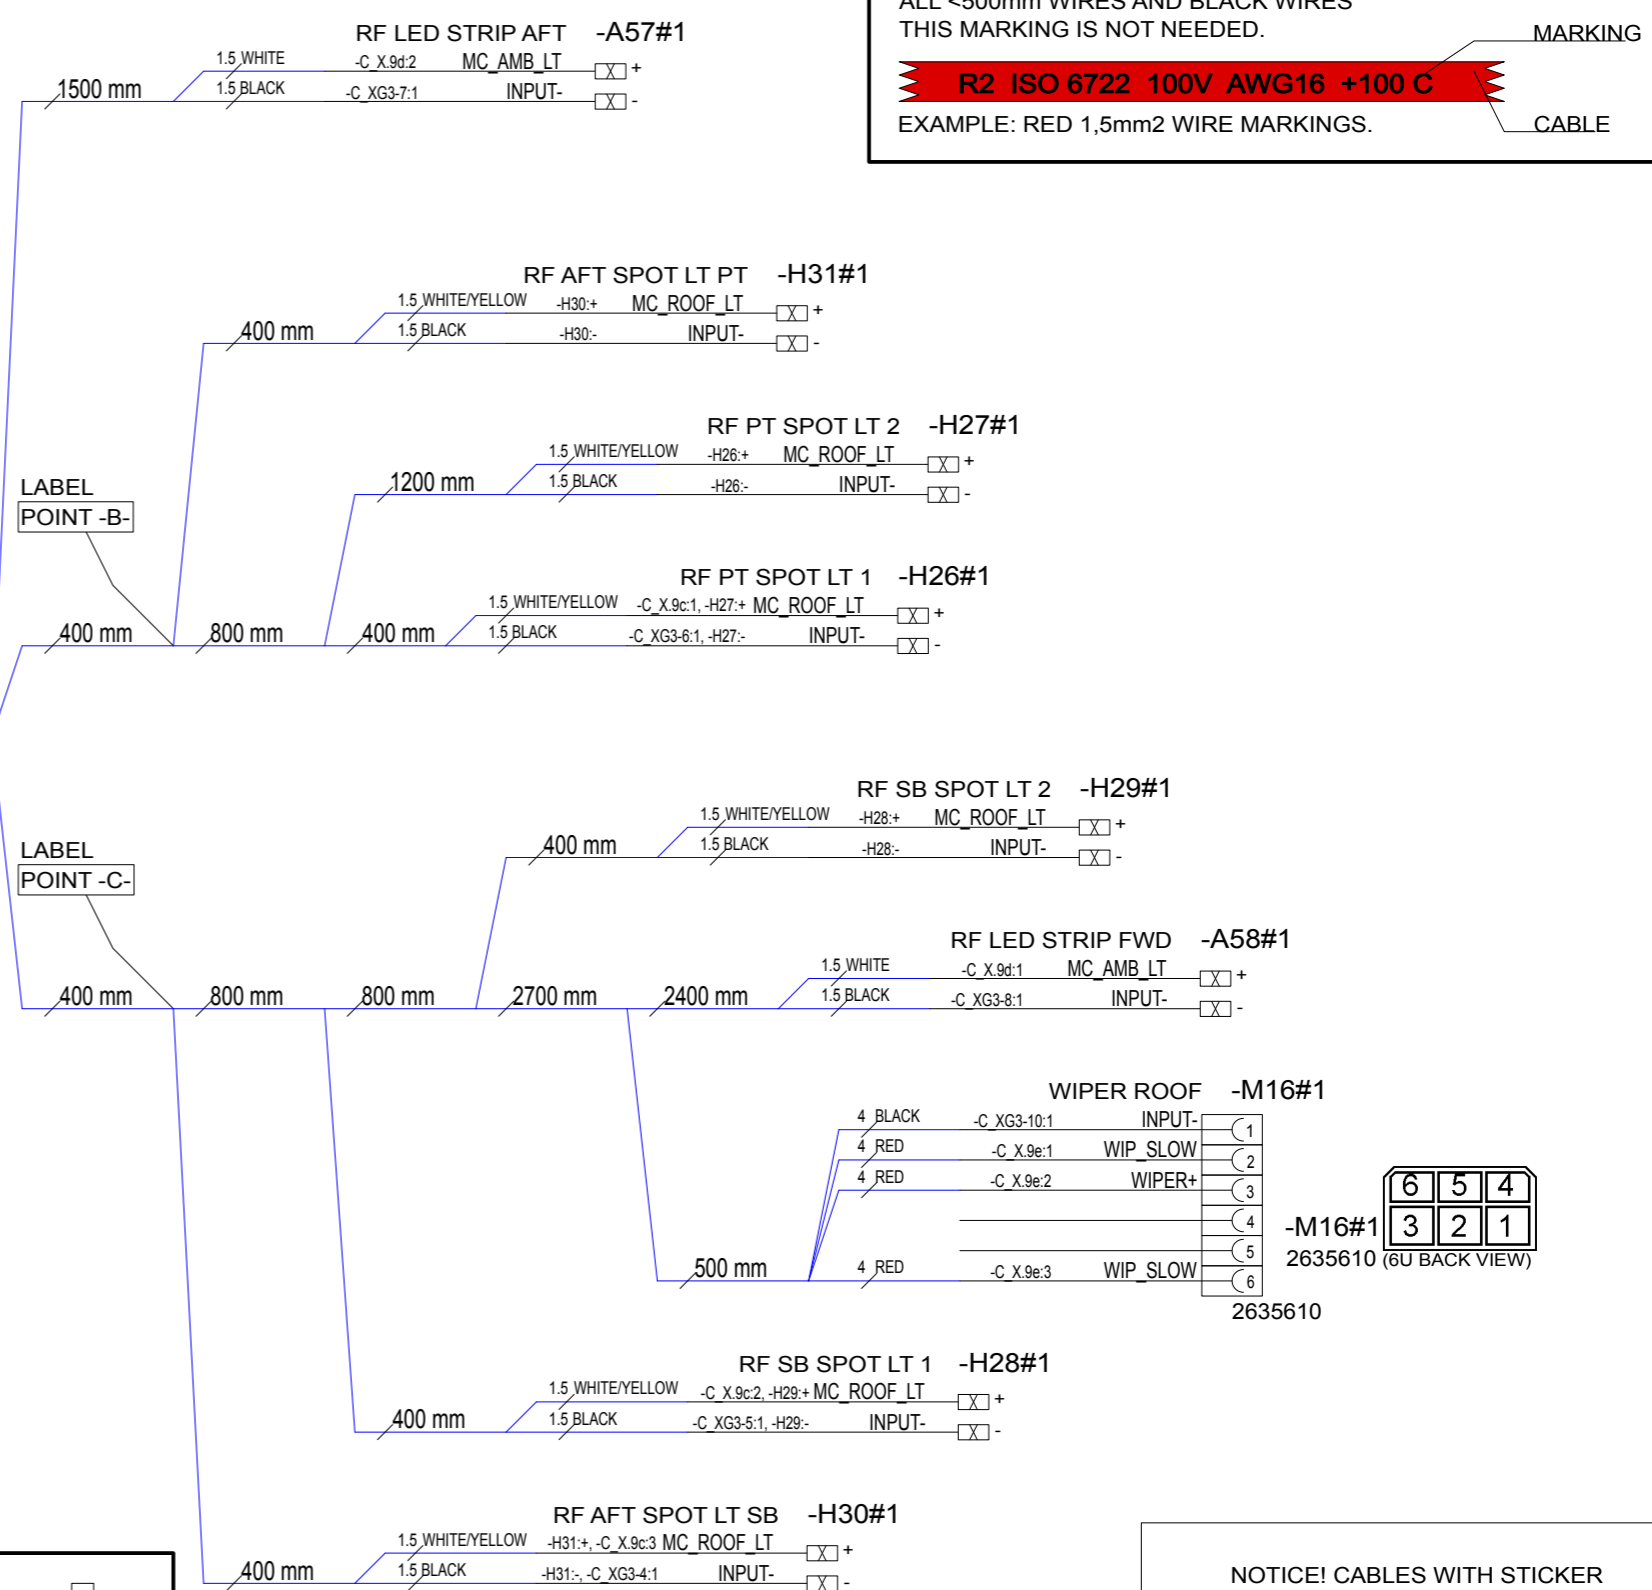 ALL <500mm WIRES AND BLACK WIRES
THIS MARKING IS NOT NEEDED.
MARKING
R2 ISO 6722 100V AWG16 +100 C
EXAMPLE: RED 1,5mm2 WIRE MARKINGS.
CABLE
RF LED STRIP AFT -A57#1
1.5 WHITE -C_X.9d:2 MC_AMB_LT X +
1500 mm 1.5 BLACK -C_XG3-7:1 INPUT- X -
RF AFT SPOT LT PT -H31#1
1.5 WHITE/YELLOW -H30:+ MC_ROOF_LT X +
400 mm 1.5 BLACK -H30:- INPUT- X -
RF PT SPOT LT 2 -H27#1
1.5 WHITE/YELLOW -H26:+ MC_ROOF_LT X +
1200 mm 1.5 BLACK -H26:- INPUT- X -
LABEL
POINT -B-
RF PT SPOT LT 1 -H26#1
1.5 WHITE/YELLOW -C_X.9c:1, -H27:+ MC_ROOF_LT X +
400 mm 800 mm 400 mm 1.5 BLACK -C_XG3-6:1, -H27:- INPUT- X -
RF SB SPOT LT 2 -H29#1
1.5 WHITE/YELLOW -H28:+ MC_ROOF_LT X +
400 mm 1.5 BLACK -H28:- INPUT- X -
LABEL
POINT -C-
RF LED STRIP FWD -A58#1
1.5 WHITE -C_X.9d:1 MC_AMB_LT X +
400 mm 800 mm 800 mm 2700 mm 2400 mm 1.5 BLACK -C_XG3-8:1 INPUT- X -
WIPER ROOF -M16#1
4 BLACK -C_XG3-10:1 INPUT- 1
4 RED -C_X.9e:1 WIP_SLOW 2
4 RED -C_X.9e:2 WIPER+ 3
4
5
500 mm 4 RED -C_X.9e:3 WIP_SLOW 6
2635610
6 5 4
-M16#1 3 2 1
2635610 (6U BACK VIEW)
RF SB SPOT LT 1 -H28#1
1.5 WHITE/YELLOW -C_X.9c:2, -H29:+ MC_ROOF_LT X +
400 mm 1.5 BLACK -C_XG3-5:1, -H29:- INPUT- X -
RF AFT SPOT LT SB -H30#1
1.5 WHITE/YELLOW -H31:+, -C_X.9c:3 MC_ROOF_LT X +
400 mm 1.5 BLACK -H31:-, -C_XG3-4:1 INPUT- X -
NOTICE! CABLES WITH STICKER